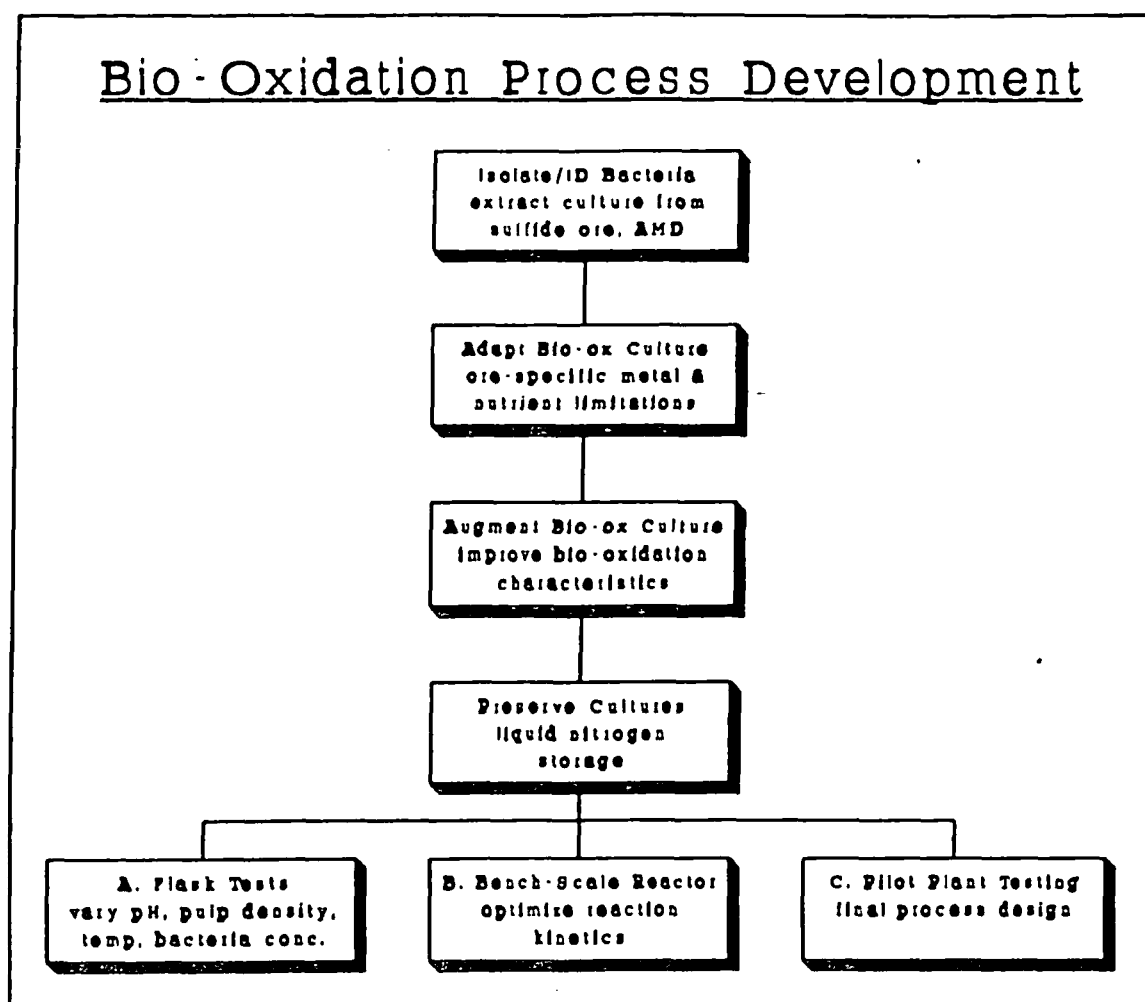 Bio-Oxidation Process Development
Isolate/ID Bacteria
extract culture from
sulfide ore, AMD
Adapt Bio-ox Culture
ore-specific metal &
nutrient limitations
Augment Bio-ox Culture
improve bio-oxidation
characteristics
Preserve Cultures
liquid nitrogen
storage
A. Flask Tests
vary pH, pulp density,
temp, bacteria conc.
B. Bench-Scale Reactor
optimize reaction
kinetics
C. Pilot Plant Testing
final process design